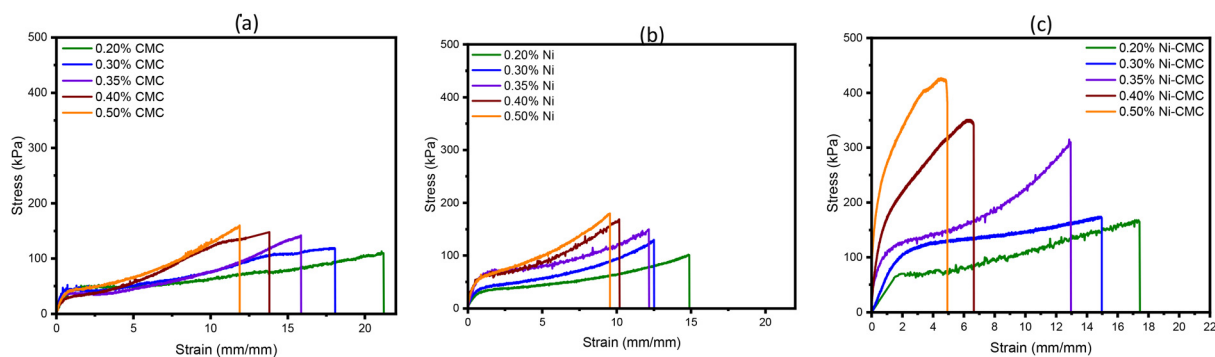 (a)
500
400
300
200
100
0
Stress (kPa)
0.20% CMC
0.30% CMC
0.35% CMC
0.40% CMC
0.50% CMC
0 5 10 15 20
Strain (mm/mm)
(b)
500
400
300
200
100
0
Stress (kPa)
0.20% Ni
0.30% Ni
0.35% Ni
0.40% Ni
0.50% Ni
0 5 10 15 20
Strain (mm/mm)
(c)
500
400
300
200
100
0
Stress (kPa)
0.20% Ni-CMC
0.30% Ni-CMC
0.35% Ni-CMC
0.40% Ni-CMC
0.50% Ni-CMC
0 2 4 6 8 10 12 14 16 18 20 22
Strain (mm/mm)